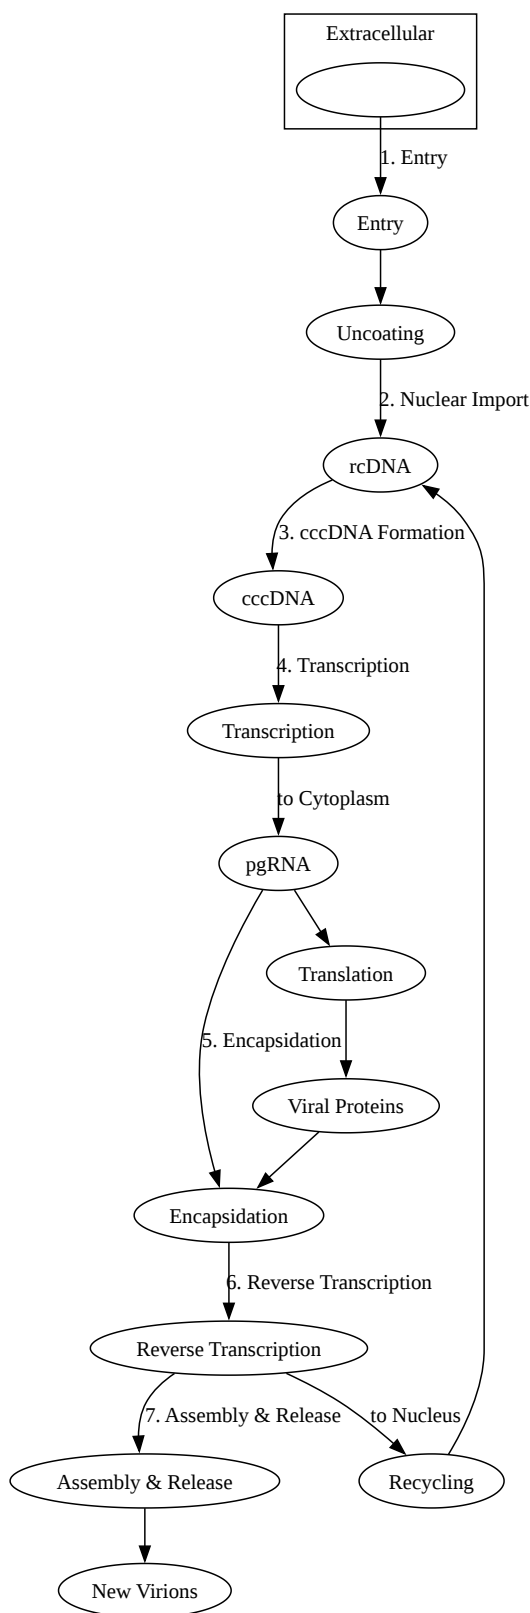 Extracellular
1. Entry
Entry
Uncoating
2. Nuclear Import
rcDNA
3. cccDNA Formation
cccDNA
4. Transcription
Transcription
to Cytoplasm
pgRNA
Translation
5. Encapsidation
Viral Proteins
Encapsidation
6. Reverse Transcription
Reverse Transcription
7. Assembly & Release
to Nucleus
Assembly & Release
Recycling
New Virions